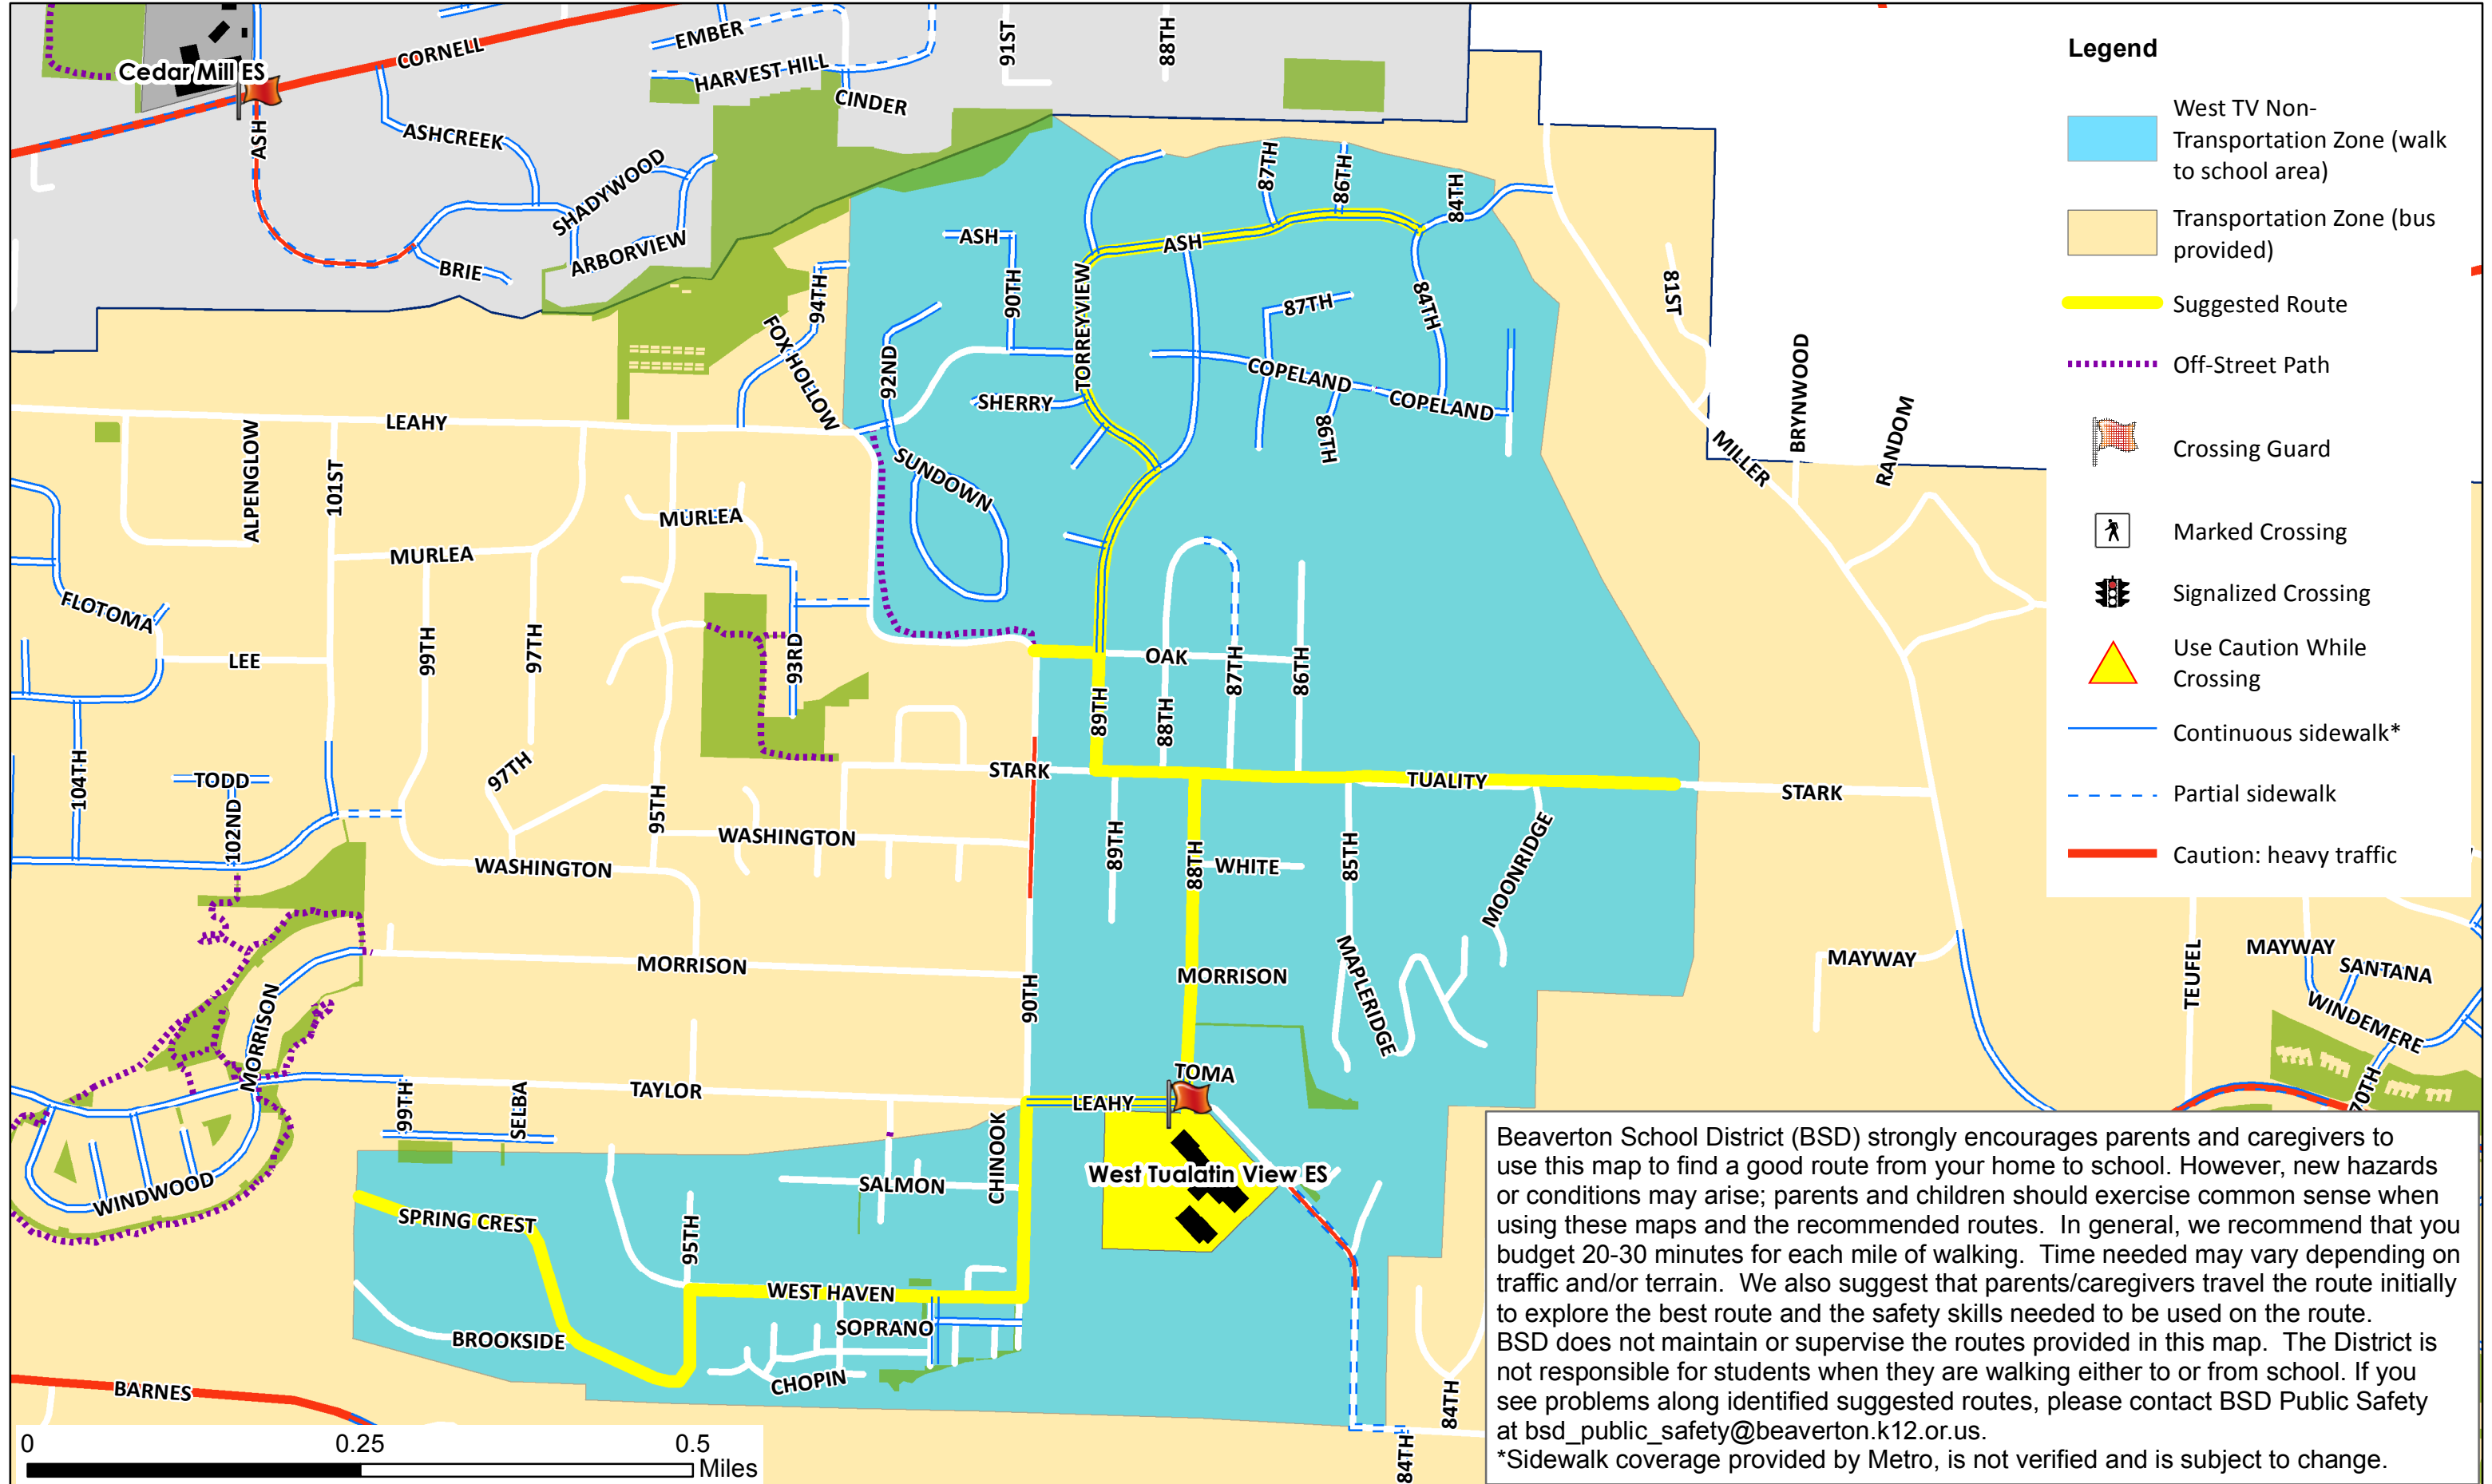 EMBER
CORNELL
91ST
88TH
Cedar Mill ES
HARVEST HILL
CINDER
ASH
ASHCREEK
SHADYWOOD
ARBORVIEW
BRIE
87TH
86TH
84TH
ASH
ASH
94TH
90TH
TORREYVIEW
87TH
84TH
81ST
FOX HOLLOW
92ND
COPELAND
COPELAND
SHERRY
86TH
BRYNWOOD
RANDOM
MILLER
LEAHY
ALPENGLOW
101ST
SUNDOWN
MURLEA
MURLEA
FLOTOMA
LEE
99TH
97TH
93RD
OAK
89TH
88TH
87TH
86TH
104TH
TODD
102ND
97TH
95TH
STARK
TUALITY
STARK
WASHINGTON
WASHINGTON
89TH
88TH
WHITE
85TH
MOONRIDGE
MORRISON
MORRISON
MORRISON
90TH
MAPLERIDGE
MAYWAY
TEUFEL
MAYWAY
SANTANA
WINDEMERE
70TH
TOMA
TAYLOR
LEAHY
99TH
SELBA
CHINOOK
West Tualatin View ES
WINDWOOD
SALMON
SPRING CREST
95TH
WEST HAVEN
BROOKSIDE
SOPRANO
CHOPIN
BARNES
84TH
84TH
0 0.25 0.5
Miles
Legend
West TV Non-
Transportation Zone (walk
to school area)
Transportation Zone (bus
provided)
Suggested Route
Off-Street Path
Crossing Guard
Marked Crossing
Signalized Crossing
Use Caution While
Crossing
Continuous sidewalk*
Partial sidewalk
Caution: heavy traffic
Beaverton School District (BSD) strongly encourages parents and caregivers to
use this map to find a good route from your home to school. However, new hazards
or conditions may arise; parents and children should exercise common sense when
using these maps and the recommended routes. In general, we recommend that you
budget 20-30 minutes for each mile of walking. Time needed may vary depending on
traffic and/or terrain. We also suggest that parents/caregivers travel the route initially
to explore the best route and the safety skills needed to be used on the route.
BSD does not maintain or supervise the routes provided in this map. The District is
not responsible for students when they are walking either to or from school. If you
see problems along identified suggested routes, please contact BSD Public Safety
at bsd_public_safety@beaverton.k12.or.us.
*Sidewalk coverage provided by Metro, is not verified and is subject to change.